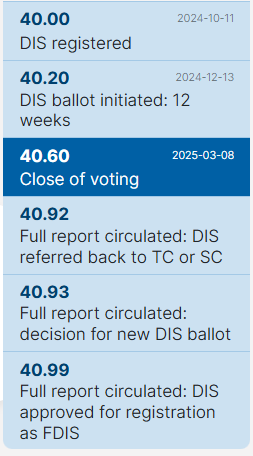 40.00 2024-10-11
DIS registered
40.20 2024-12-13
DIS ballot initiated: 12
weeks
40.60 2025-03-08
Close of voting
40.92
Full report circulated: DIS
referred back to TC or SC
40.93
Full report circulated:
decision for new DIS ballot
40.99
Full report circulated: DIS
approved for registration
as FDIS